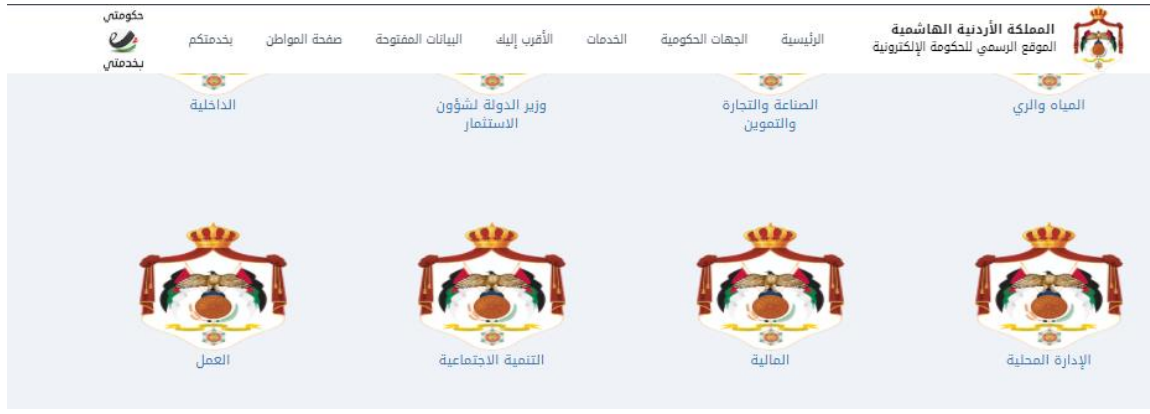 المملكة الأردنية الهاشمية
الموقع الرسمي للحكومة الإلكترونية
الرئيسية
الجهات الحكومية
الخدمات
الأقرب إليك
البيانات المفتوحة
صفحة المواطن
بخدمتكم
حكومتي
بخدمتي
المياه والري
الصناعة والتجارة
والتموين
وزير الدولة لشؤون
الاستثمار
الداخلية
الإدارة المحلية
المالية
التنمية الاجتماعية
العمل